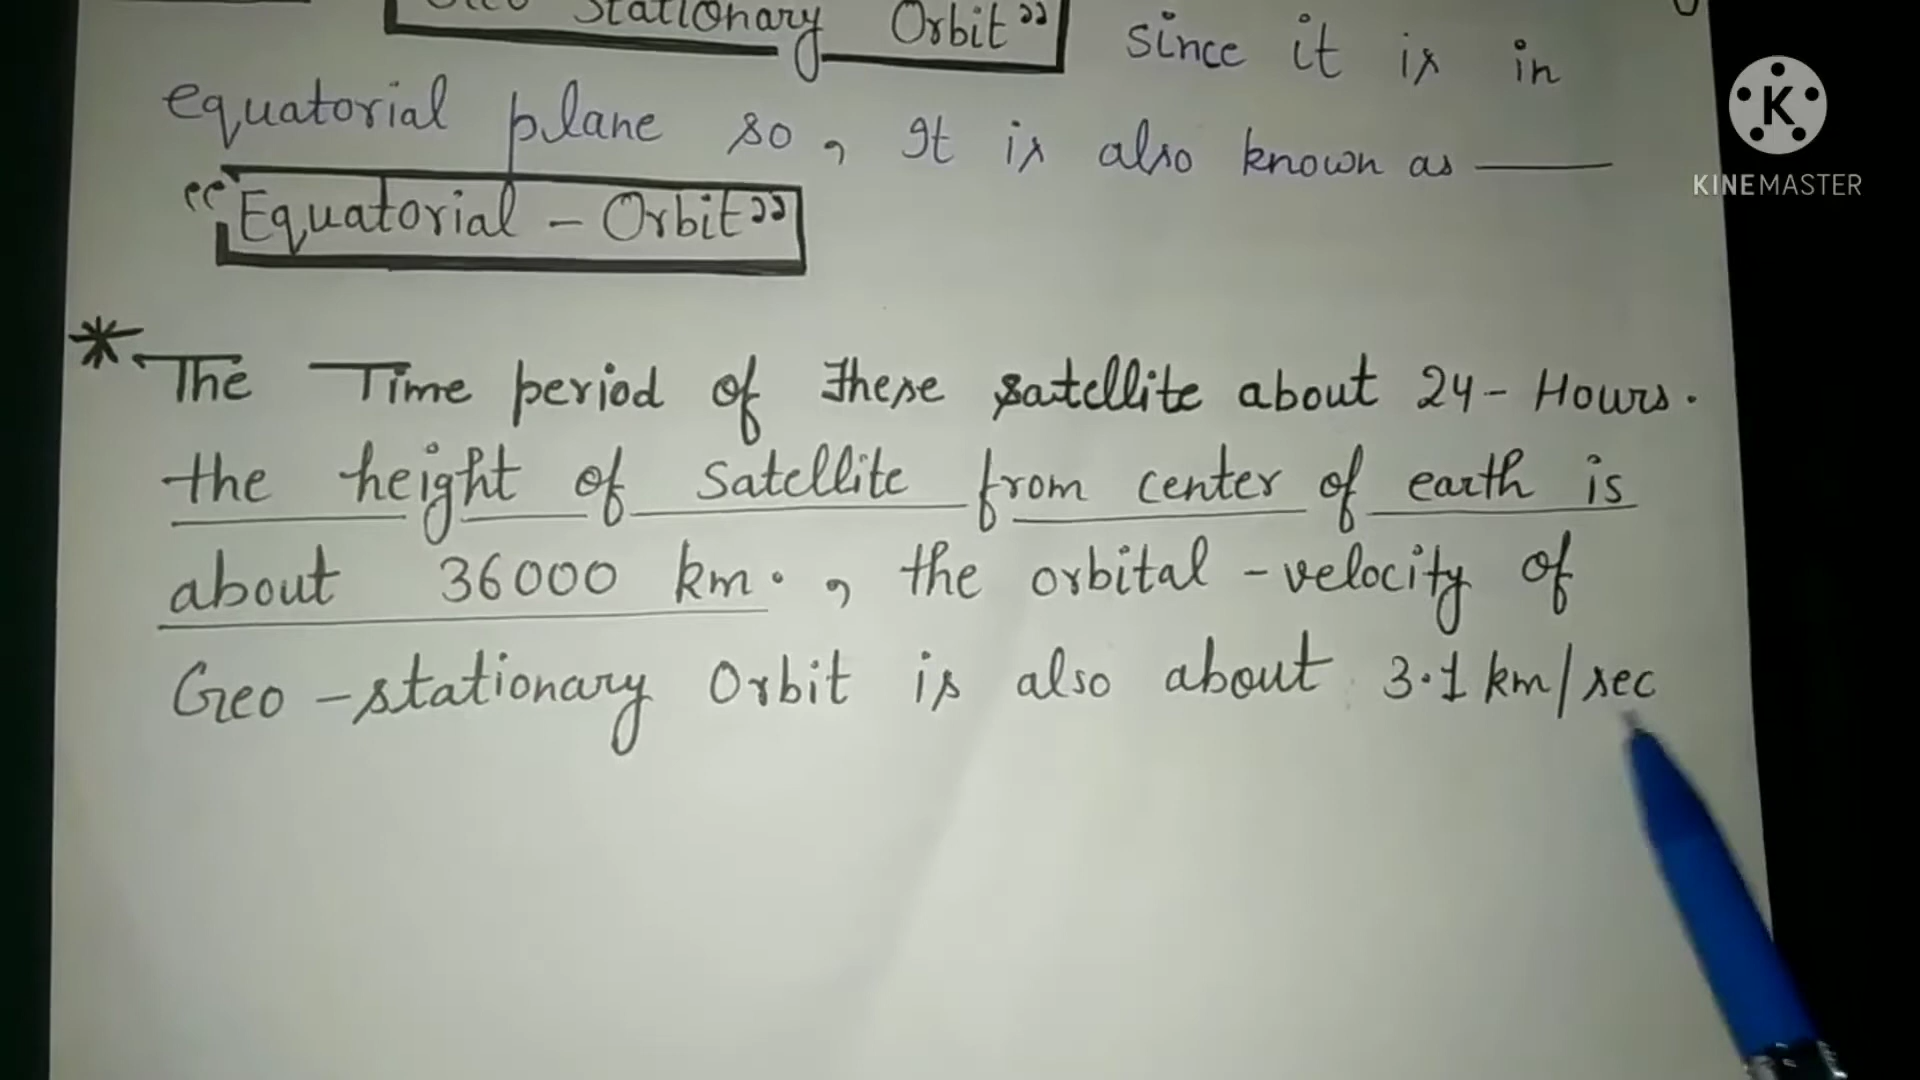 Stationary Orbit" since it is in
equatorial plane so, It is also known as —
"Equatorial - Orbit"
* The Time period of these satellite about 24 - Hours.
the height of satellite from center of earth is
about 36000 km. , the orbital - velocity of
Geo - stationary Orbit is also about 3.1 km/sec
K
KINEMASTER